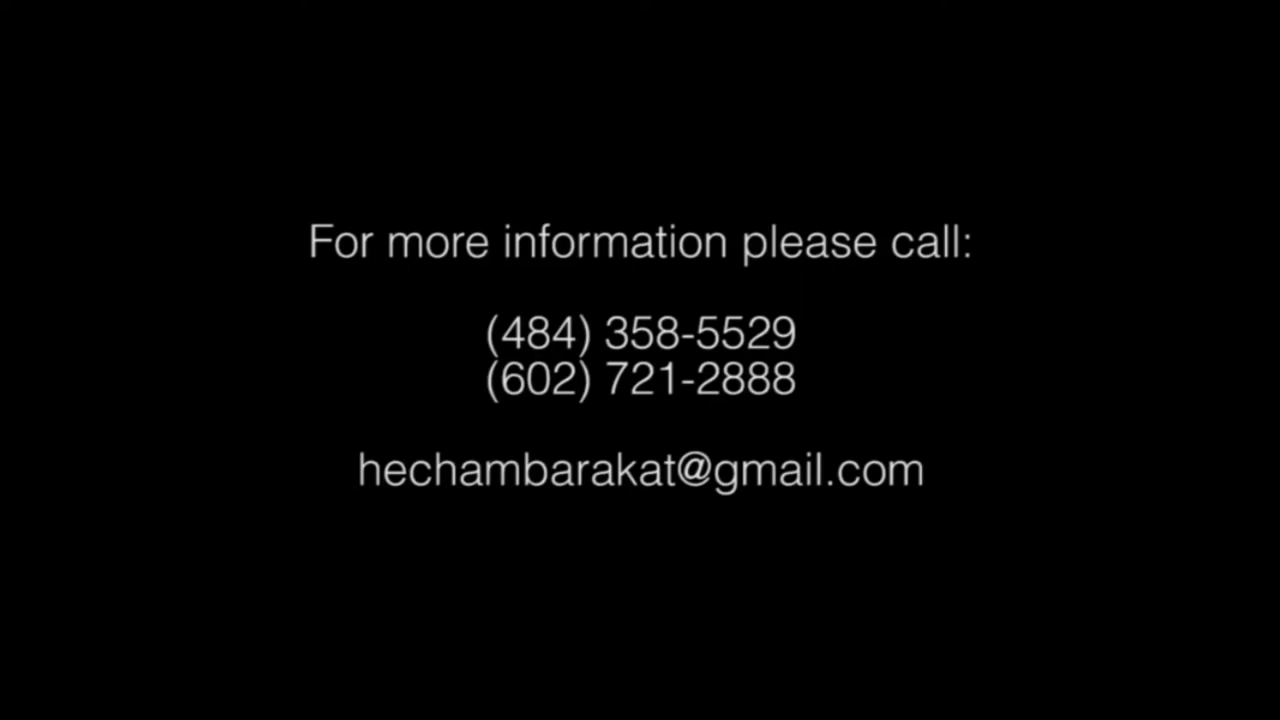 For more information please call:
(484) 358-5529
(602) 721-2888
hechambarakat@gmail.com